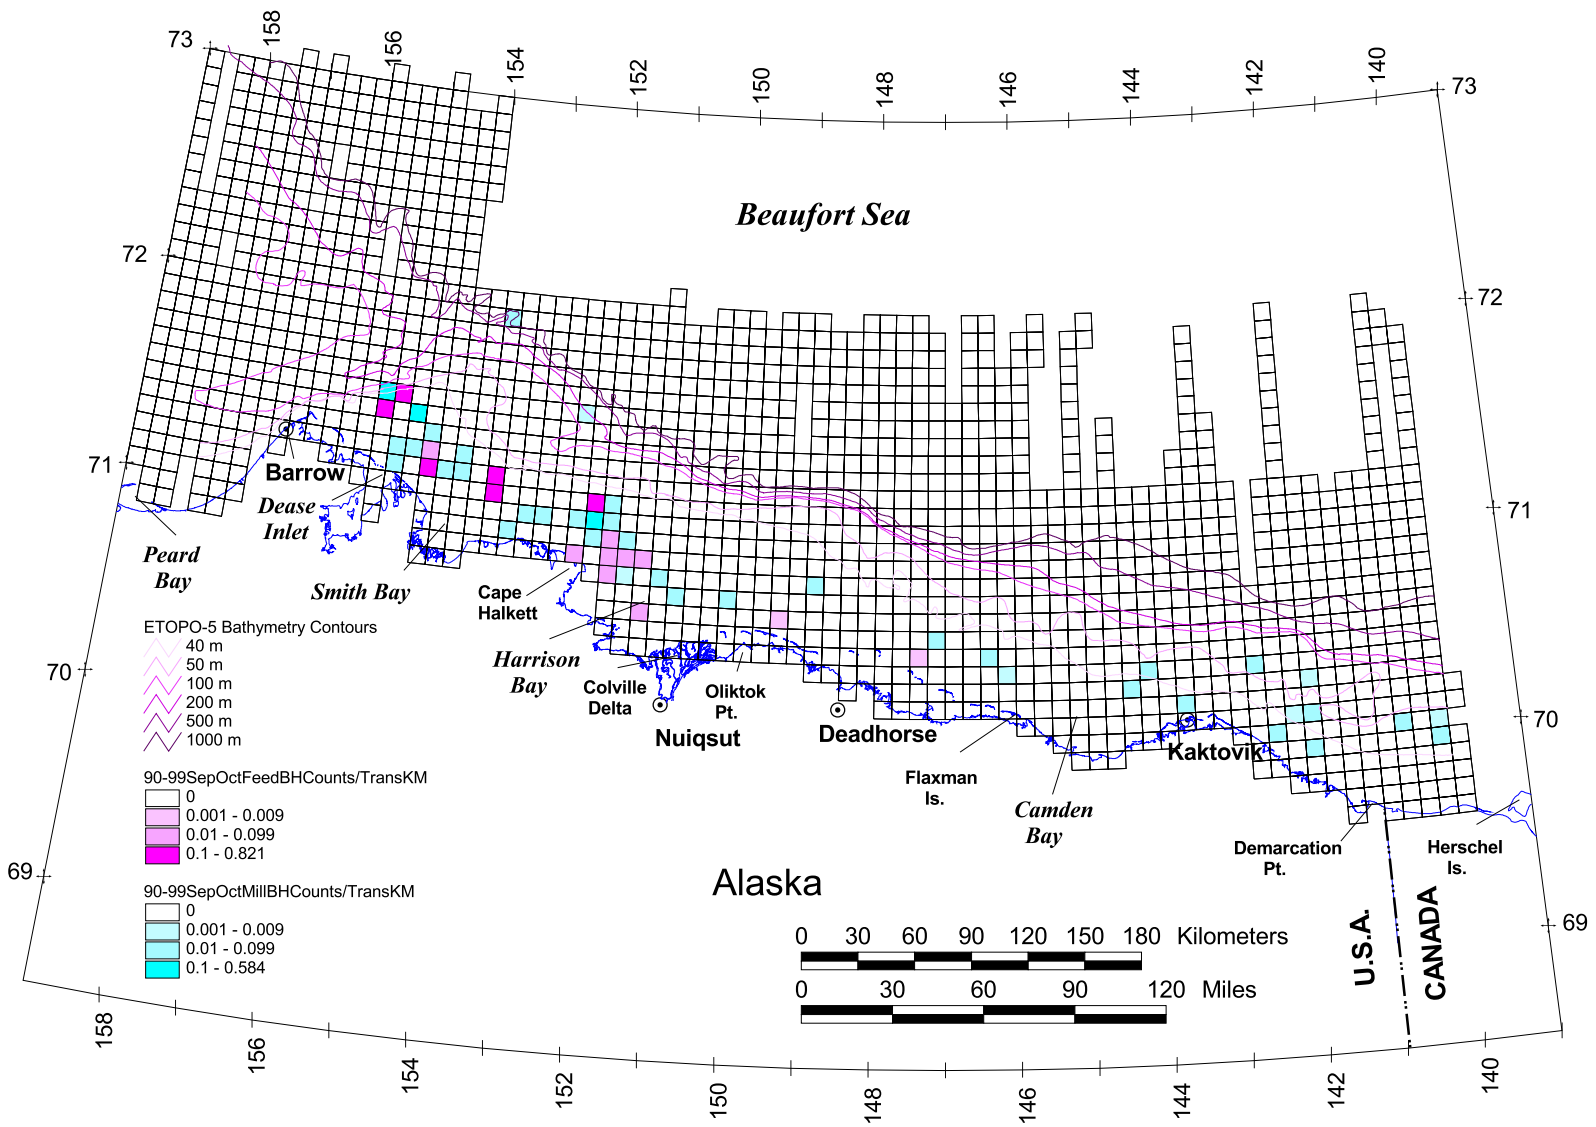 158
156
154
152
150
148
146
144
142
140
73
73
Beaufort Sea
72
72
71
71
Barrow
Dease
Inlet
Peard
Bay
Smith Bay
Cape
Halkett
Harrison
Bay
Colville
Delta
Oliktok
Pt.
Nuiqsut
Deadhorse
Kaktovik
Flaxman
Is.
Camden
Bay
Demarcation
Pt.
Herschel
Is.
70
70
ETOPO-5 Bathymetry Contours
40 m
50 m
100 m
200 m
500 m
1000 m
90-99SepOctFeedBHCounts/TransKM
0
0.001 - 0.009
0.01 - 0.099
0.1 - 0.821
90-99SepOctMillBHCounts/TransKM
0
0.001 - 0.009
0.01 - 0.099
0.1 - 0.584
69
69
Alaska
U.S.A.
CANADA
0 30 60 90 120 150 180 Kilometers
0 30 60 90 120 Miles
158
156
154
152
150
148
146
144
142
140